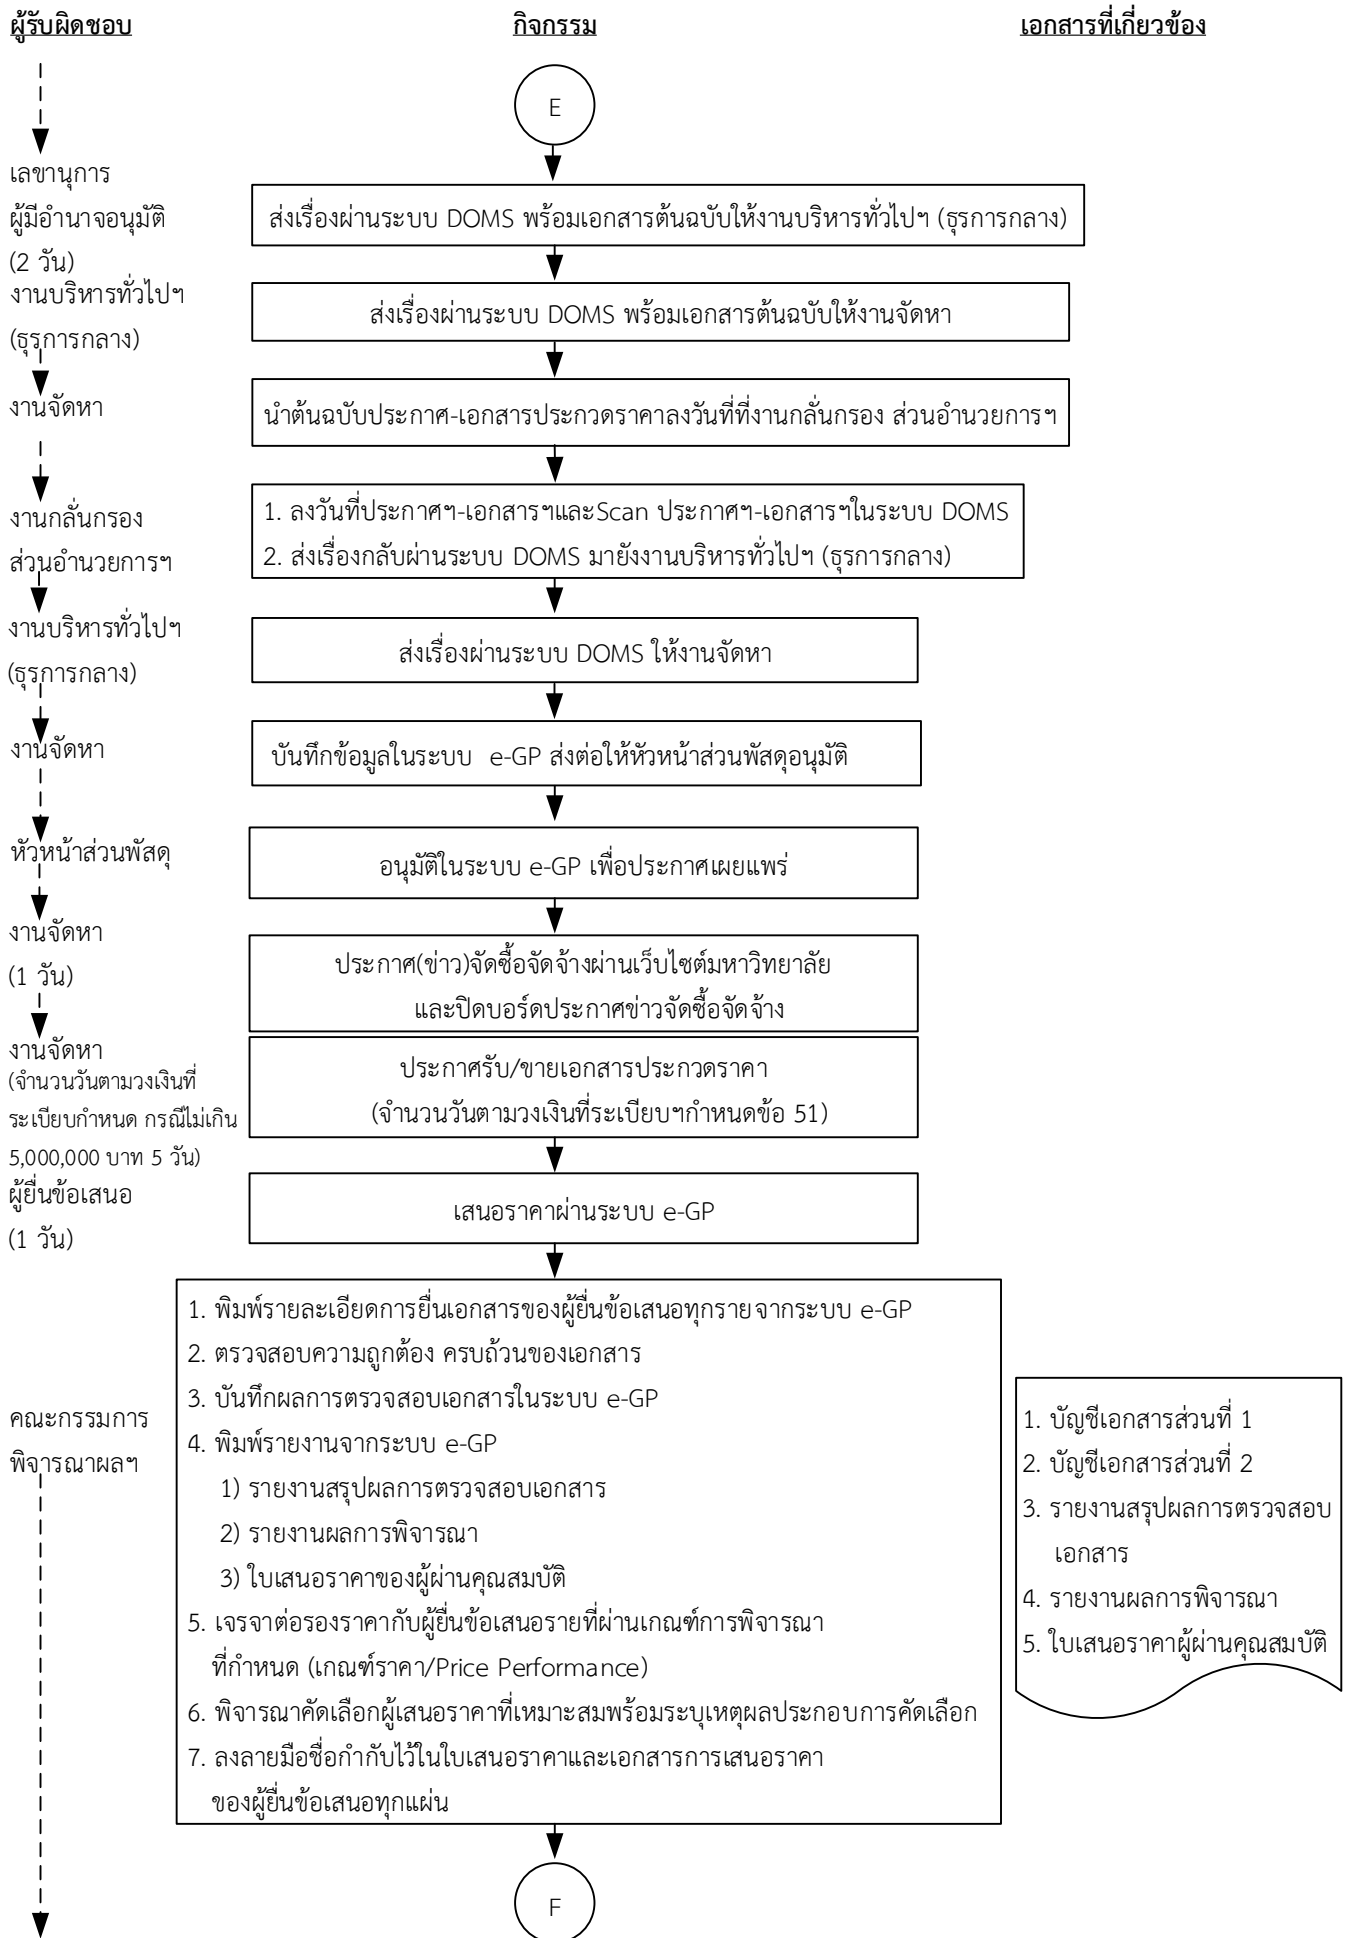 ผู้รับผิดชอบ
กิจกรรม
เอกสารที่เกี่ยวข้อง
E
เลขานุการ
ผู้มีอำนาจอนุมัติ
(2 วัน)
ส่งเรื่องผ่านระบบ DOMS พร้อมเอกสารต้นฉบับให้งานบริหารทั่วไปฯ (ธุรการกลาง)
งานบริหารทั่วไปฯ
(ธุรการกลาง)
ส่งเรื่องผ่านระบบ DOMS พร้อมเอกสารต้นฉบับให้งานจัดหา
งานจัดหา
นำต้นฉบับประกาศ-เอกสารประกวดราคาลงวันที่ที่งานกลั่นกรอง ส่วนอำนวยการฯ
งานกลั่นกรอง
ส่วนอำนวยการฯ
1. ลงวันที่ประกาศฯ-เอกสารฯและScan ประกาศฯ-เอกสารฯในระบบ DOMS
2. ส่งเรื่องกลับผ่านระบบ DOMS มายังงานบริหารทั่วไปฯ (ธุรการกลาง)
งานบริหารทั่วไปฯ
(ธุรการกลาง)
ส่งเรื่องผ่านระบบ DOMS ให้งานจัดหา
งานจัดหา
บันทึกข้อมูลในระบบ e-GP ส่งต่อให้หัวหน้าส่วนพัสดุอนุมัติ
หัวหน้าส่วนพัสดุ
อนุมัติในระบบ e-GP เพื่อประกาศเผยแพร่
งานจัดหา
(1 วัน)
ประกาศ(ข่าว)จัดซื้อจัดจ้างผ่านเว็บไซต์มหาวิทยาลัย
และปิดบอร์ดประกาศข่าวจัดซื้อจัดจ้าง
งานจัดหา
(จำนวนวันตามวงเงินที่
ระเบียบกำหนด กรณีไม่เกิน
5,000,000 บาท 5 วัน)
ประกาศรับ/ขายเอกสารประกวดราคา
(จำนวนวันตามวงเงินที่ระเบียบฯกำหนดข้อ 51)
ผู้ยื่นข้อเสนอ
(1 วัน)
เสนอราคาผ่านระบบ e-GP
คณะกรรมการ
พิจารณาผลฯ
1. พิมพ์รายละเอียดการยื่นเอกสารของผู้ยื่นข้อเสนอทุกรายจากระบบ e-GP
2. ตรวจสอบความถูกต้อง ครบถ้วนของเอกสาร
3. บันทึกผลการตรวจสอบเอกสารในระบบ e-GP
4. พิมพ์รายงานจากระบบ e-GP
1) รายงานสรุปผลการตรวจสอบเอกสาร
2) รายงานผลการพิจารณา
3) ใบเสนอราคาของผู้ผ่านคุณสมบัติ
5. เจรจาต่อรองราคากับผู้ยื่นข้อเสนอรายที่ผ่านเกณฑ์การพิจารณา
ที่กำหนด (เกณฑ์ราคา/Price Performance)
6. พิจารณาคัดเลือกผู้เสนอราคาที่เหมาะสมพร้อมระบุเหตุผลประกอบการคัดเลือก
7. ลงลายมือชื่อกำกับไว้ในใบเสนอราคาและเอกสารการเสนอราคา
ของผู้ยื่นข้อเสนอทุกแผ่น
1. บัญชีเอกสารส่วนที่ 1
2. บัญชีเอกสารส่วนที่ 2
3. รายงานสรุปผลการตรวจสอบ
เอกสาร
4. รายงานผลการพิจารณา
5. ใบเสนอราคาผู้ผ่านคุณสมบัติ
F